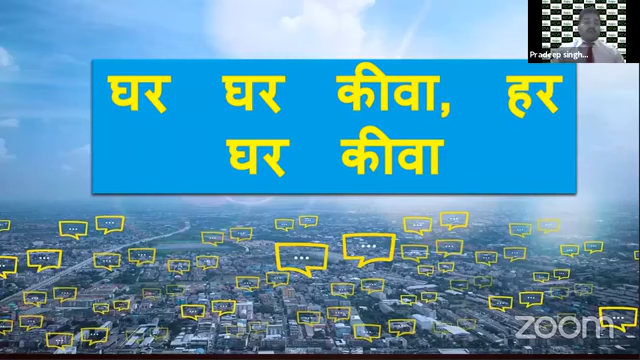 Pradeep singh...
घर घर कीवा, हर
घर कीवा
zoom